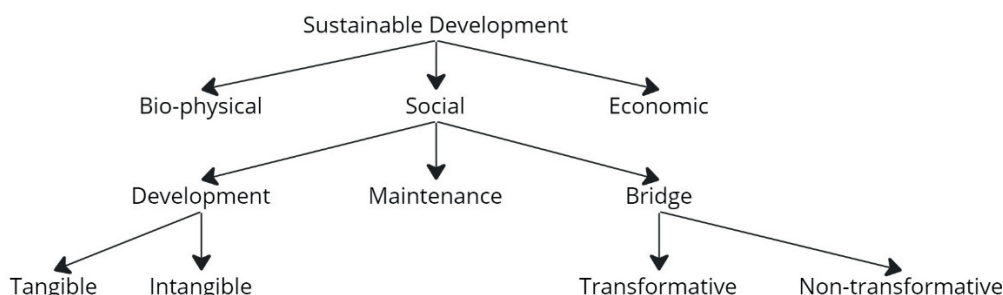 Sustainable Development
Bio-physical Social Economic
Development Maintenance Bridge
Tangible Intangible Transformative Non-transformative